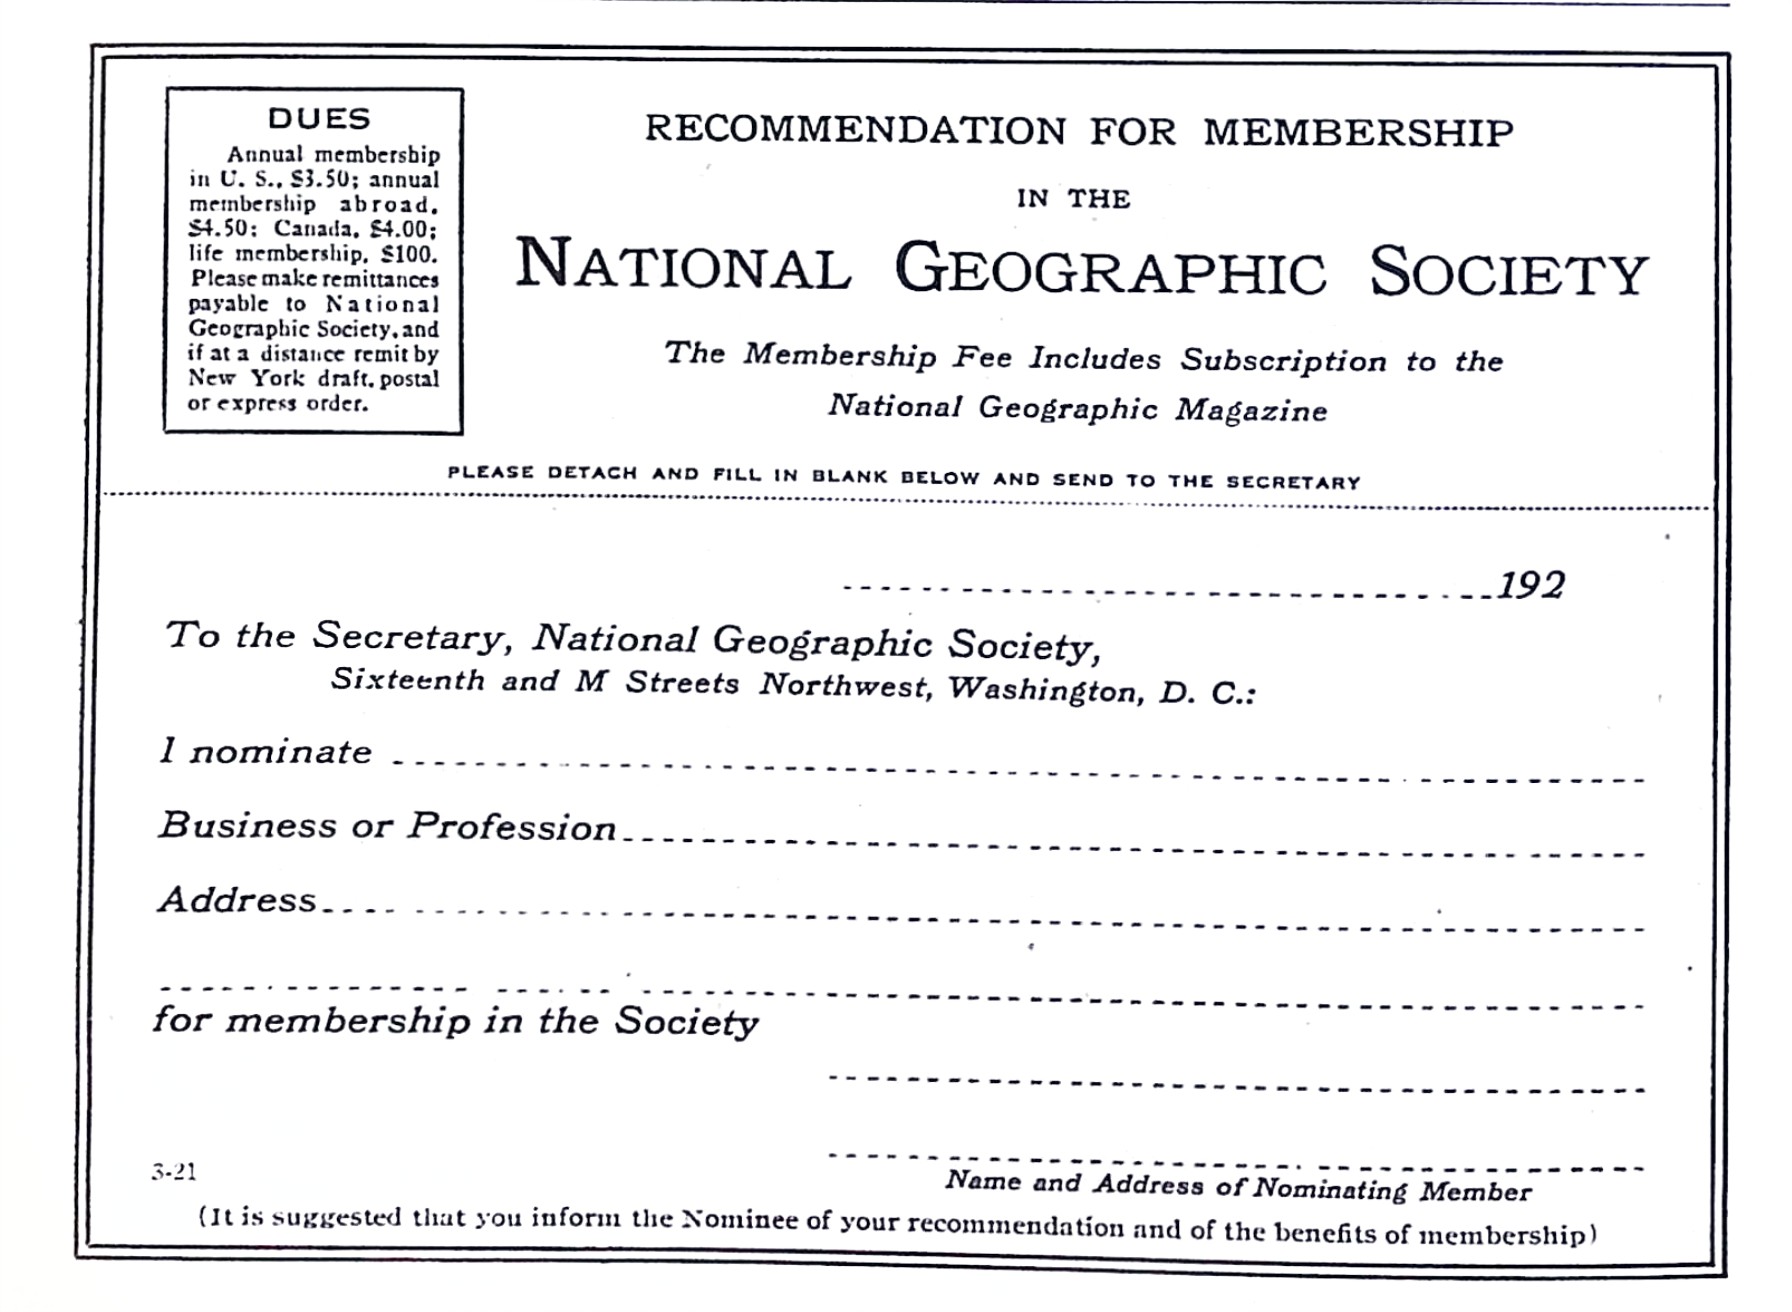 DUES
Annual membership
in U. S., $3.50; annual
membership abroad,
$4.50; Canada, $4.00;
life membership, $100.
Please make remittances
payable to National
Geographic Society, and
if at a distance remit by
New York draft, postal
or express order.
RECOMMENDATION FOR MEMBERSHIP
IN THE
NATIONAL GEOGRAPHIC SOCIETY
The Membership Fee Includes Subscription to the
National Geographic Magazine
PLEASE DETACH AND FILL IN BLANK BELOW AND SEND TO THE SECRETARY
192
To the Secretary, National Geographic Society,
Sixteenth and M Streets Northwest, Washington, D. C.:
I nominate
Business or Profession
Address
for membership in the Society
3-21
Name and Address of Nominating Member
(It is suggested that you inform the Nominee of your recommendation and of the benefits of membership)